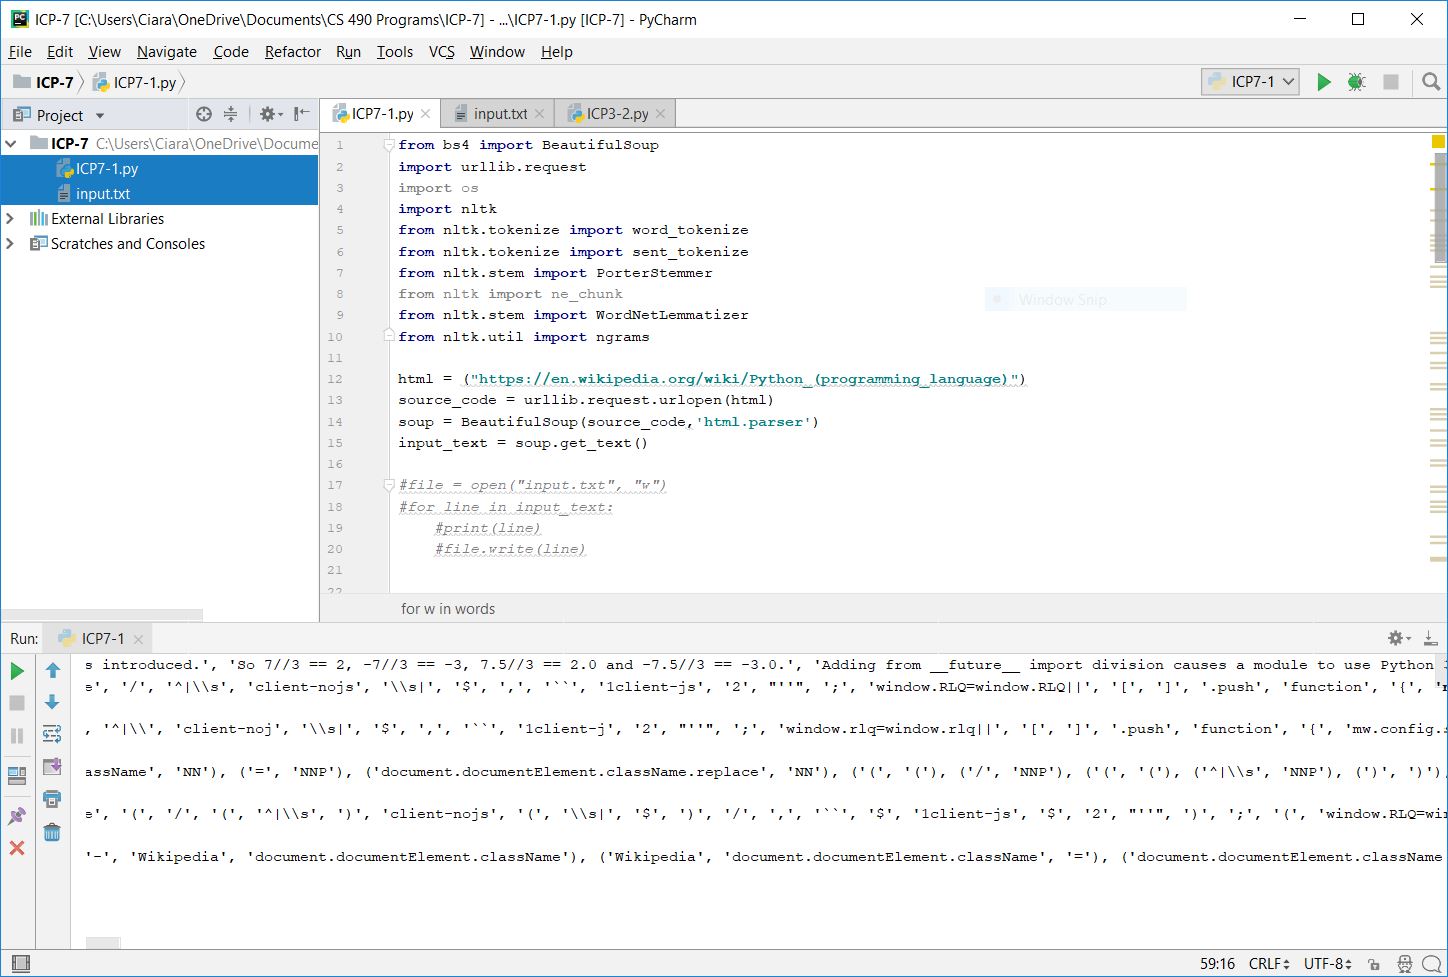 ICP-7 [C:\Users\Ciara\OneDrive\Documents\CS 490 Programs\ICP-7] - ...\ICP7-1.py [ICP-7] - PyCharm
File Edit View Navigate Code Refactor Run Tools VCS Window Help
ICP-7 ICP7-1.py ICP7-1
Project ICP7-1.py input.txt ICP3-2.py
ICP-7 C:\Users\Ciara\OneDrive\Docume
ICP7-1.py
input.txt
External Libraries
Scratches and Consoles
1 from bs4 import BeautifulSoup
2 import urllib.request
3 import os
4 import nltk
5 from nltk.tokenize import word_tokenize
6 from nltk.tokenize import sent_tokenize
7 from nltk.stem import PorterStemmer
8 from nltk import ne_chunk
Window Snip
9 from nltk.stem import WordNetLemmatizer
10 from nltk.util import ngrams
11
12 html = ("https://en.wikipedia.org/wiki/Python_(programming_language)")
13 source_code = urllib.request.urlopen(html)
14 soup = BeautifulSoup(source_code,'html.parser')
15 input_text = soup.get_text()
16
17 #file = open("input.txt", "w")
18 #for line in input_text:
19 #print(line)
20 #file.write(line)
21
22
for w in words
Run: ICP7-1
s introduced.', 'So 7//3 == 2, -7//3 == -3, 7.5//3 == 2.0 and -7.5//3 == -3.0.', 'Adding from __future__ import division causes a module to use Python
e', '/', '^|\\s', 'client-nojs', '\\s|', '$', ',', '``', '1client-js', '2', "''", ';', 'window.RLQ=window.RLQ||', '[', ']', '.push', 'function', '{',
, '^|\\', 'client-noj', '\\s|', '$', ',', '``', '1client-j', '2', "''", ';', 'window.rlq=window.rlq||', '[', ']', '.push', 'function', '{', 'mw.config.
assName', 'NN'), ('=', 'NNP'), ('document.documentElement.className.replace', 'NN'), ('(', '('), ('/', 'NNP'), ('(', '('), ('^|\\s', 'NNP'), (')', ')'),
e', '(', '/', '(', '^|\\s', ')', 'client-nojs', '(', '\\s|', '$', ')', '/', ',', '``', '$', '1client-js', '$', '2', "''", ')', ';', '(', 'window.RLQ=wi
'-', 'Wikipedia', 'document.documentElement.className'), ('Wikipedia', 'document.documentElement.className', '='), ('document.documentElement.className
59:16 CRLF UTF-8